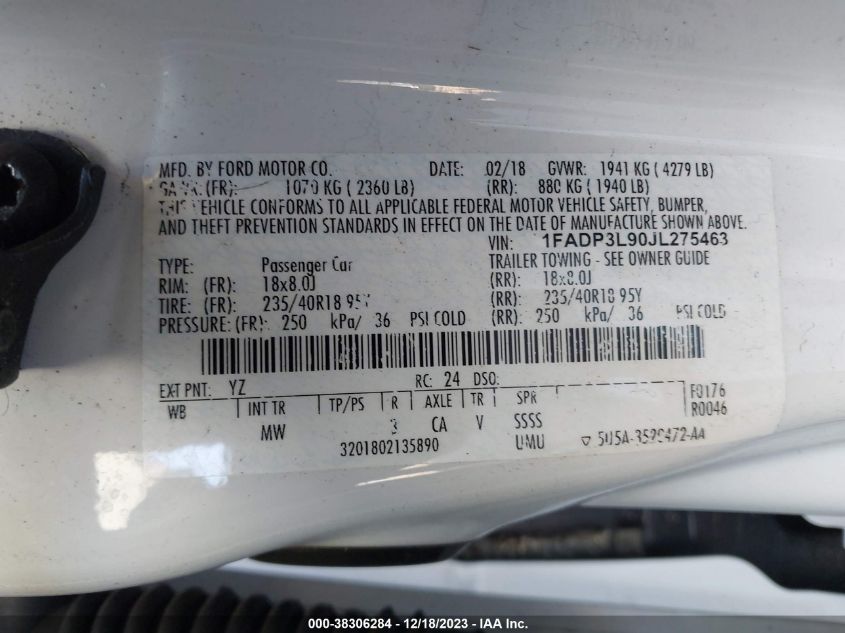 MFD. BY FORD MOTOR CO. DATE: 02/18 GVWR: 1941 KG ( 4279 LB)
(FR): 1070 KG ( 2360 LB) (RR): 880 KG ( 1940 LB)
THIS VEHICLE CONFORMS TO ALL APPLICABLE FEDERAL MOTOR VEHICLE SAFETY, BUMPER,
AND THEFT PREVENTION STANDARDS IN EFFECT ON THE DATE OF MANUFACTURE SHOWN ABOVE.
VIN: 1FADP3L90JL275463
TYPE: Passenger Car TRAILER TOWING - SEE OWNER GUIDE
RIM: (FR): 18x8.0J (RR): 18x8.0J
TIRE: (FR): 235/40R18 95Y (RR): 235/40R18 95Y
PRESSURE: (FR): 250 kPa/ 36 PSI COLD (RR): 250 kPa/ 36 PSI COLD
EXT PNT: YZ RC: 24 DSO: F0176
WB INT TR TP/PS R AXLE TR SPR R0046
MW 3 CA V SSSS
3201802135890 UMU
000-38306284 - 12/18/2023 - IAA Inc.